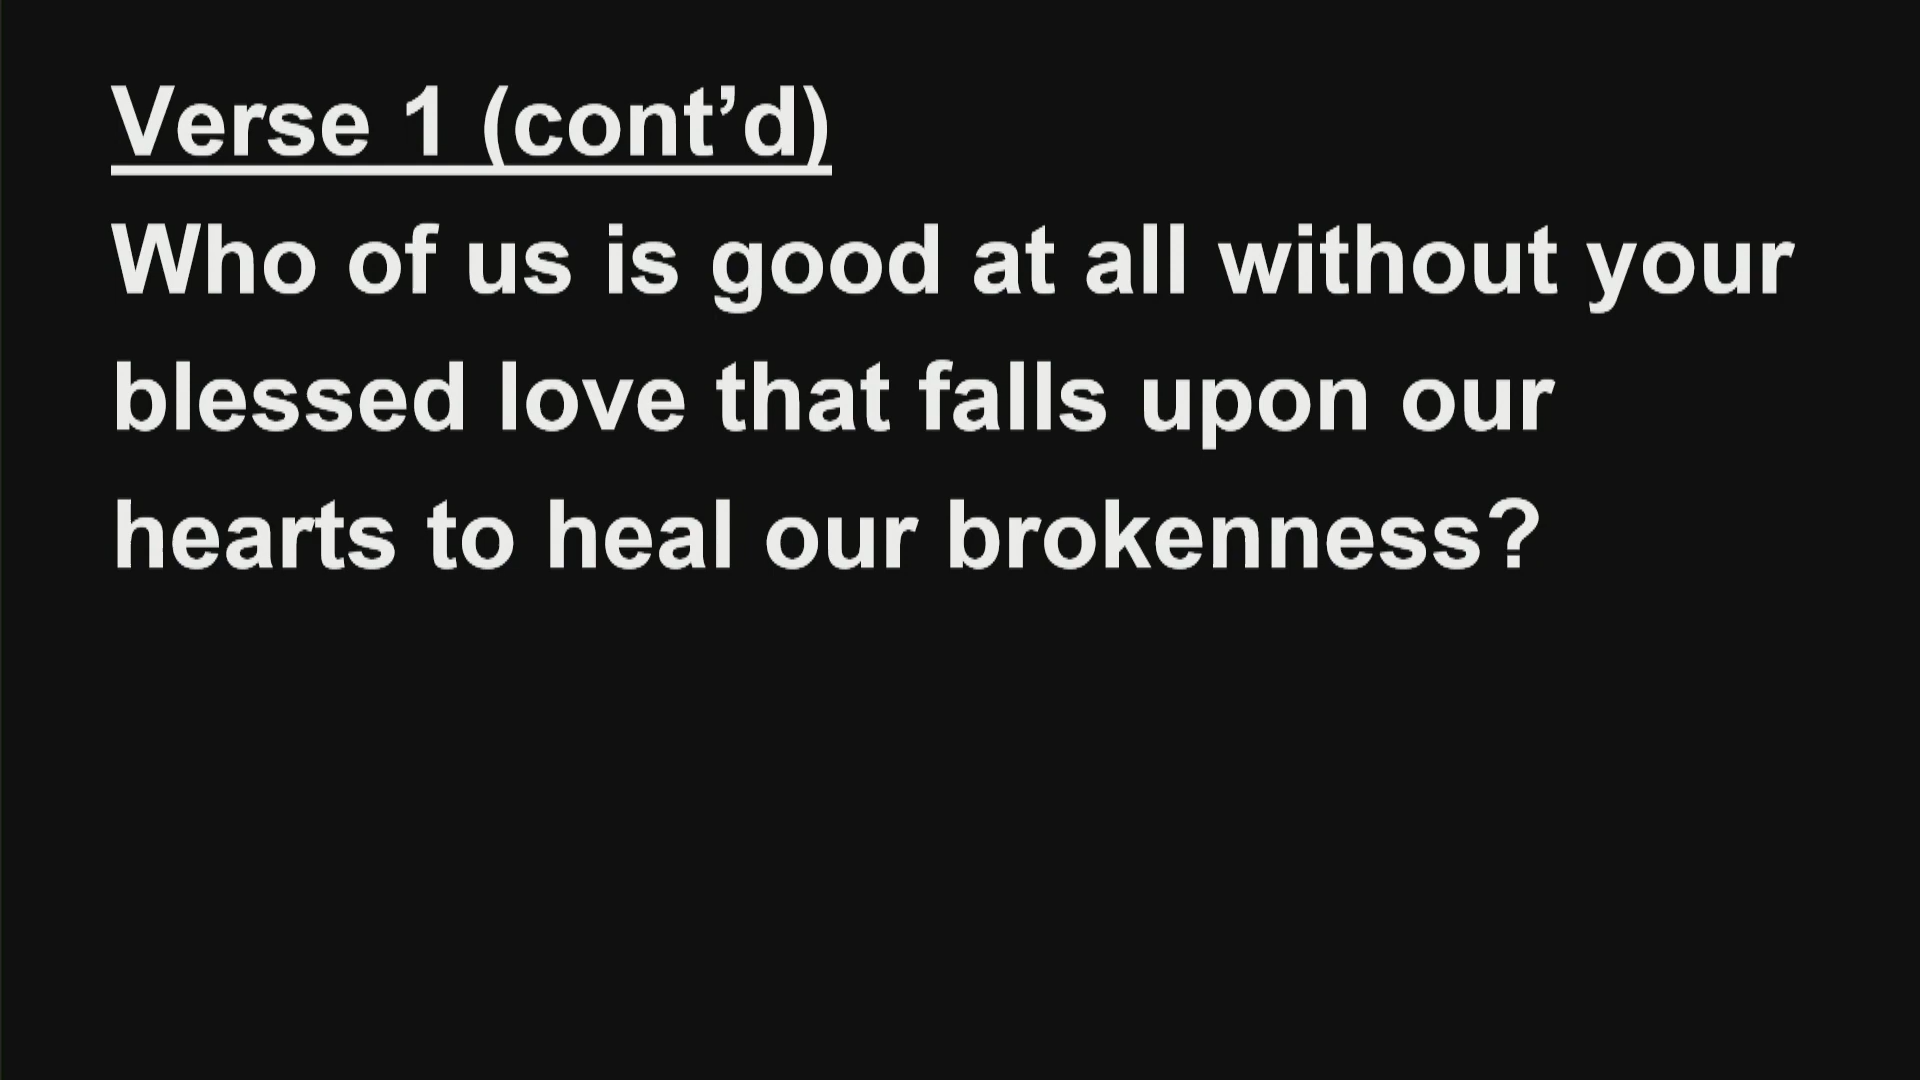 Verse 1 (cont’d)
Who of us is good at all without your
blessed love that falls upon our
hearts to heal our brokenness?